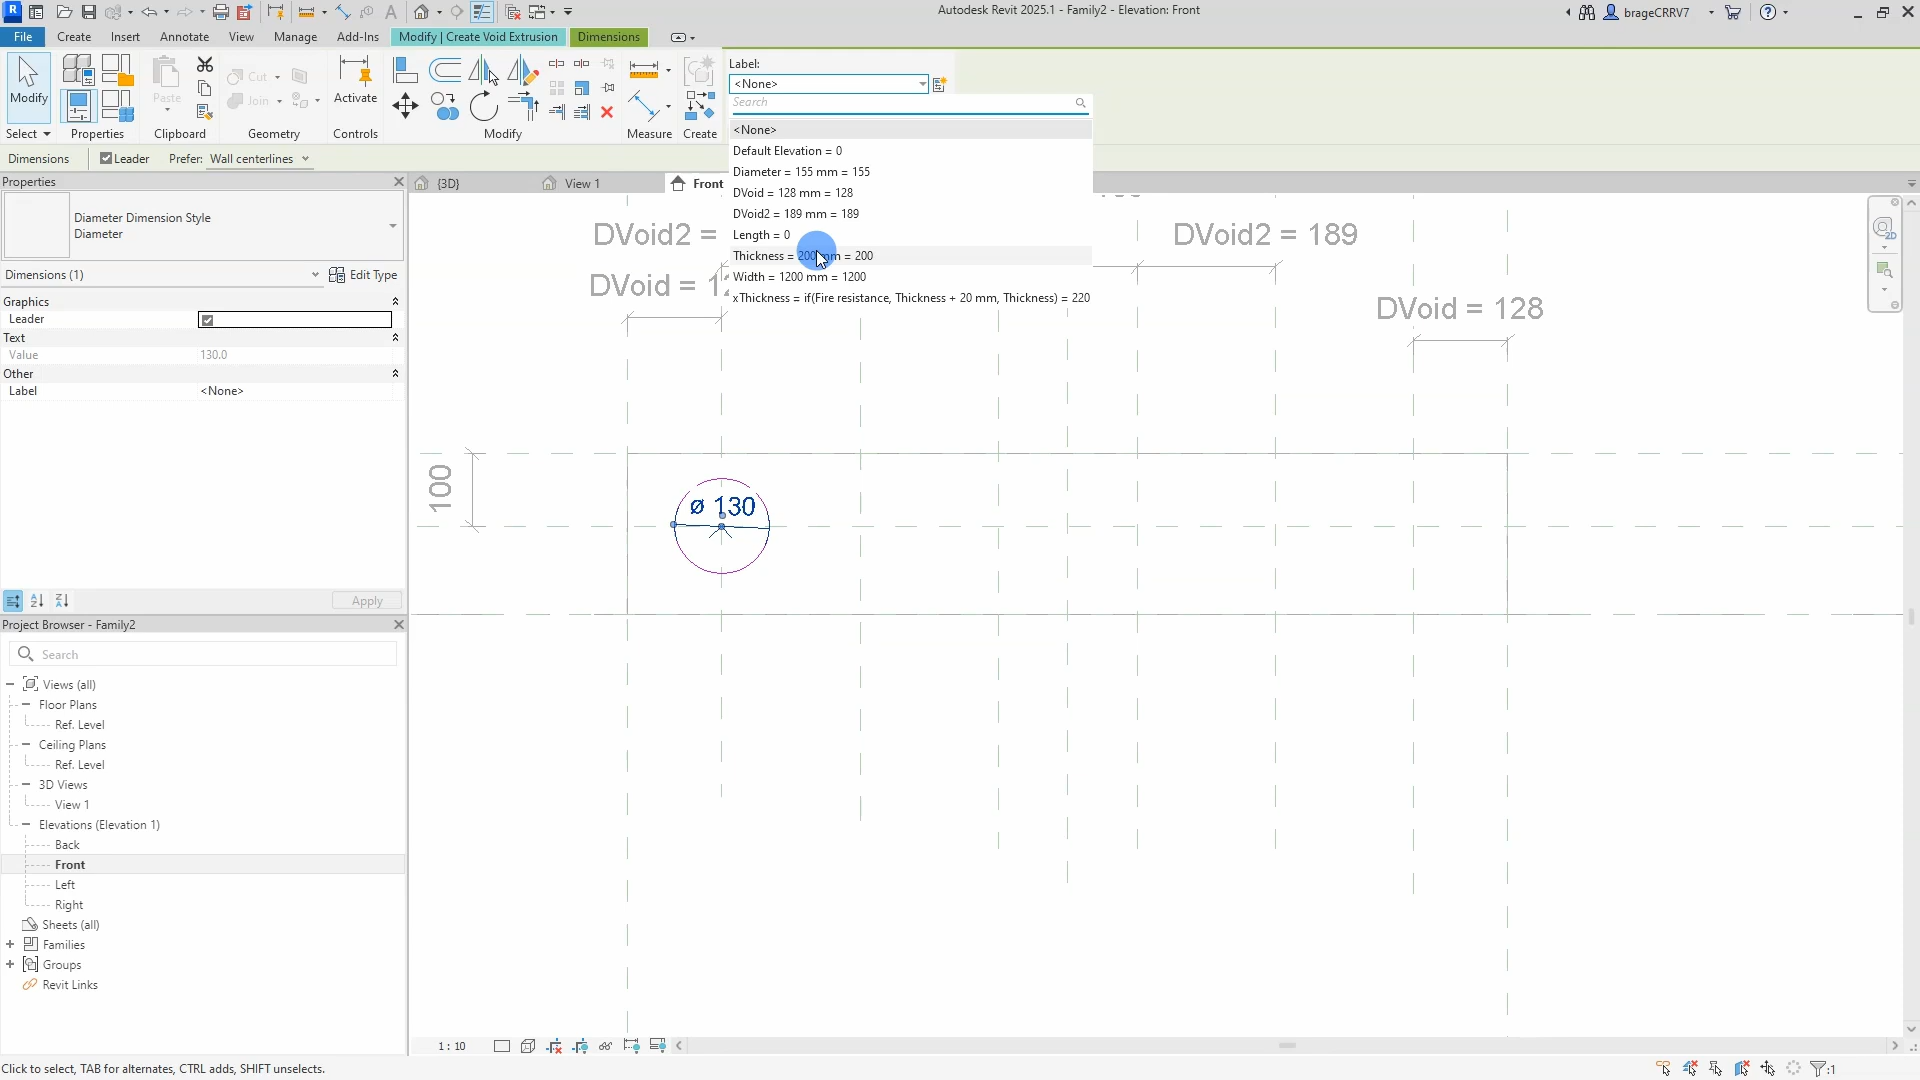 Autodesk Revit 2025.1 - Family2 - Elevation: Front
brageCRRV7
File
Create
Insert
Annotate
View
Manage
Add-Ins
Modify | Create Void Extrusion
Dimensions
Modify
Paste
Cut
Join
Activate
Label:
<None>
Select
Properties
Clipboard
Geometry
Controls
Modify
Measure
Create
Search
<None>
Default Elevation = 0
Diameter = 155 mm = 155
DVoid = 128 mm = 128
DVoid2 = 189 mm = 189
Length = 0
Thickness = 200 mm = 200
Width = 1200 mm = 1200
xThickness = if(Fire resistance, Thickness + 20 mm, Thickness) = 220
Dimensions
Leader
Prefer:
Wall centerlines
Properties
{3D}
View 1
Front
Diameter Dimension Style
Diameter
Dimensions (1)
Edit Type
Graphics
Leader
Text
Value
130.0
Other
Label
<None>
Apply
DVoid2 =
DVoid = 12
DVoid2 = 189
DVoid = 128
100
ø 130
2D
Project Browser - Family2
Search
Views (all)
Floor Plans
Ref. Level
Ceiling Plans
Ref. Level
3D Views
View 1
Elevations (Elevation 1)
Back
Front
Left
Right
Sheets (all)
Families
Groups
Revit Links
1 : 10
Click to select, TAB for alternates, CTRL adds, SHIFT unselects.
:1